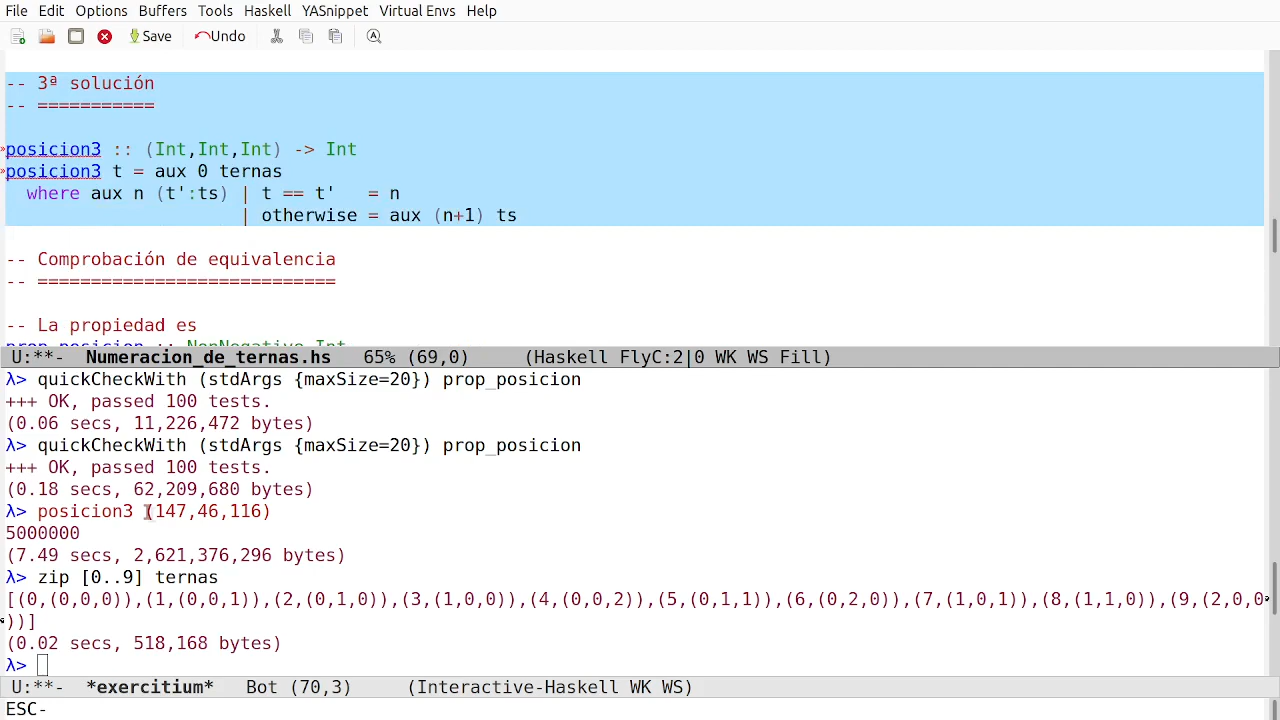 File Edit Options Buffers Tools Haskell YASnippet Virtual Envs Help
Save Undo
-- 3ª solución
-- ===========
posicion3 :: (Int,Int,Int) -> Int
posicion3 t = aux 0 ternas
  where aux n (t':ts) | t == t'   = n
                      | otherwise = aux (n+1) ts
-- Comprobación de equivalencia
-- ============================
-- La propiedad es
prop_posicion :: NonNegative Int
U:**-  Numeracion_de_ternas.hs   65% (69,0)     (Haskell FlyC:2|0 WK WS Fill)
λ> quickCheckWith (stdArgs {maxSize=20}) prop_posicion
+++ OK, passed 100 tests.
(0.06 secs, 11,226,472 bytes)
λ> quickCheckWith (stdArgs {maxSize=20}) prop_posicion
+++ OK, passed 100 tests.
(0.18 secs, 62,209,680 bytes)
λ> posicion3 (147,46,116)
5000000
(7.49 secs, 2,621,376,296 bytes)
λ> zip [0..9] ternas
[(0,(0,0,0)),(1,(0,0,1)),(2,(0,1,0)),(3,(1,0,0)),(4,(0,0,2)),(5,(0,1,1)),(6,(0,2,0)),(7,(1,0,1)),(8,(1,1,0)),(9,(2,0,0
))]
(0.02 secs, 518,168 bytes)
λ>
U:**-  *exercitium*   Bot (70,3)     (Interactive-Haskell WK WS)
ESC-